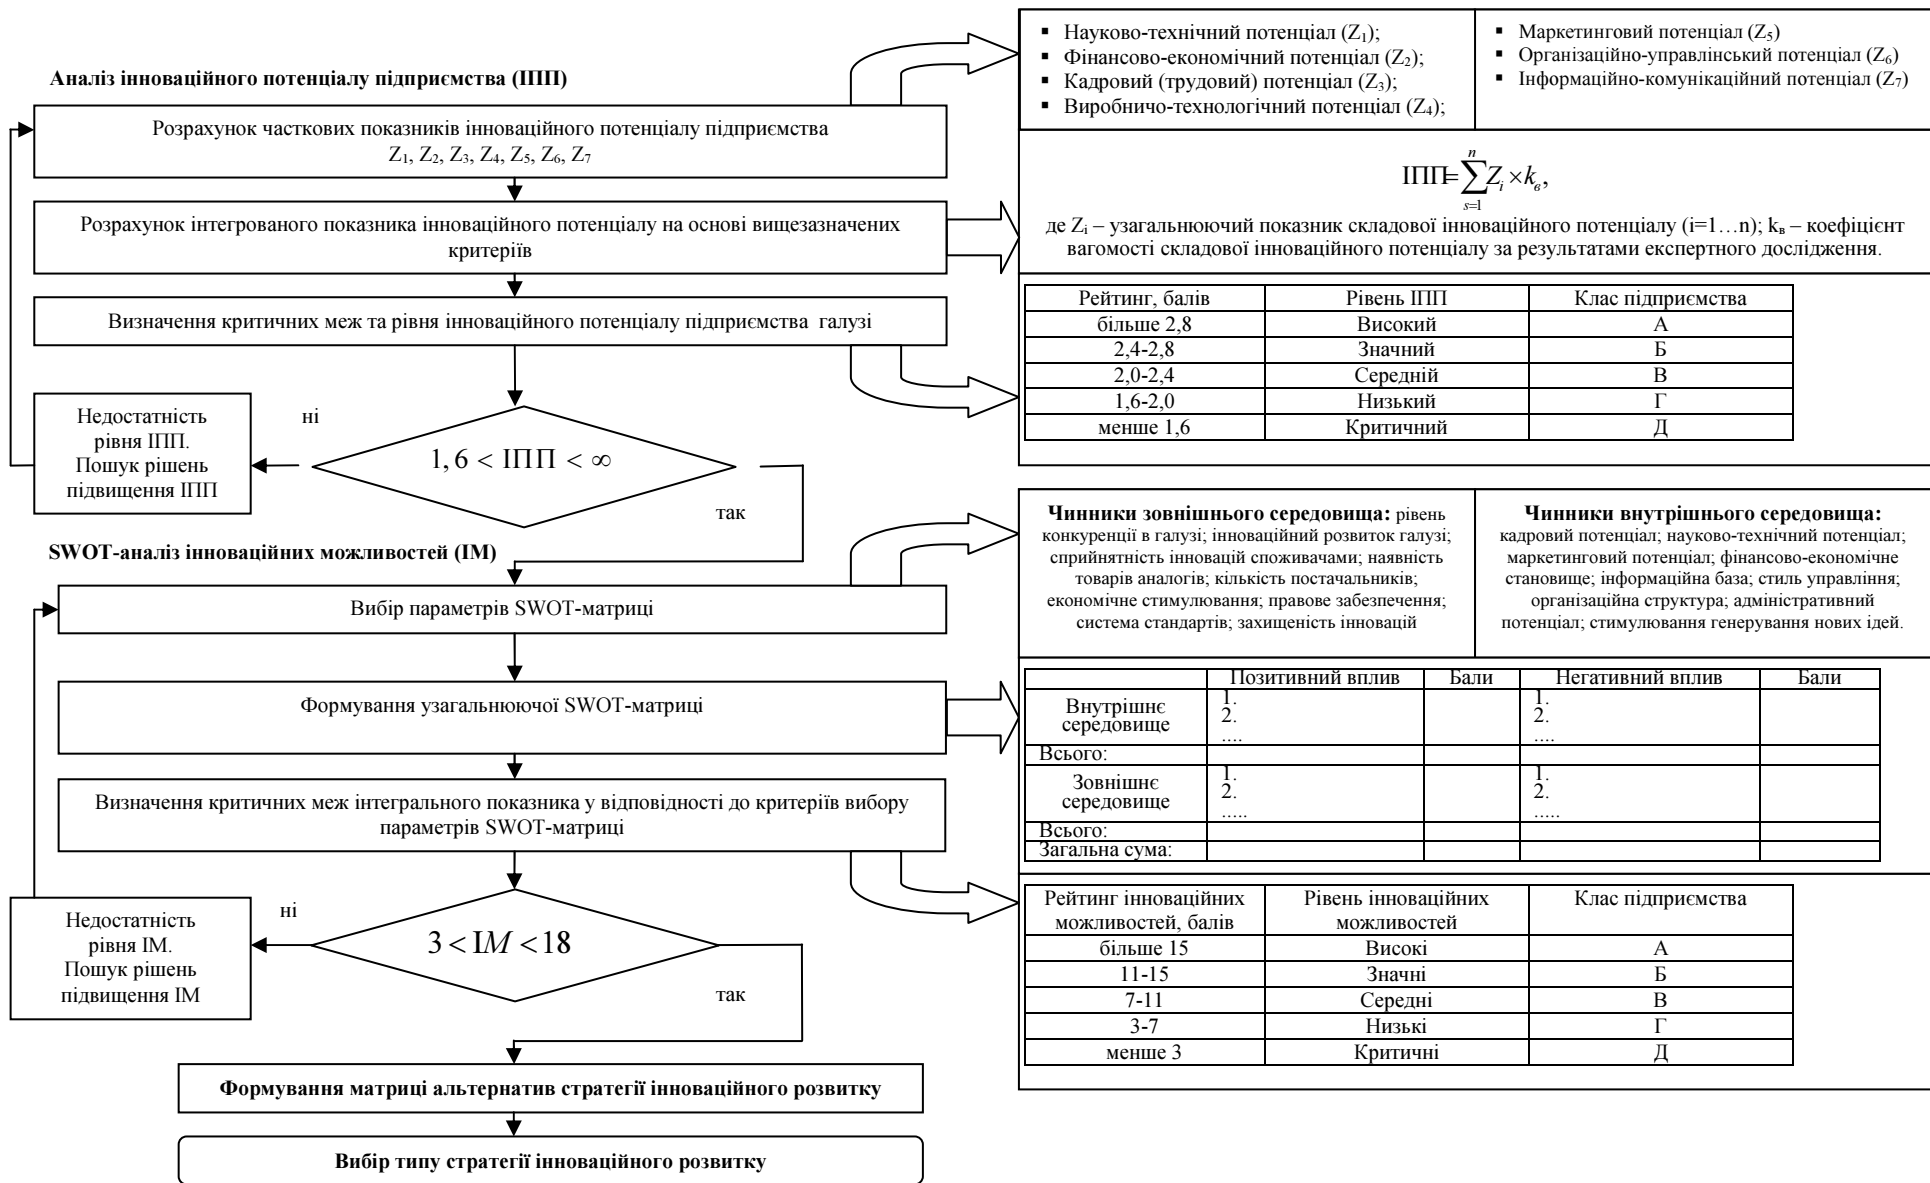 Аналіз інноваційного потенціалу підприємства (ІПП)
Розрахунок часткових показників інноваційного потенціалу підприємства
Z₁, Z₂, Z₃, Z₄, Z₅, Z₆, Z₇
Розрахунок інтегрованого показника інноваційного потенціалу на основі вищезазначених
критеріїв
Визначення критичних меж та рівня інноваційного потенціалу підприємства галузі
Недостатність
рівня ІПП.
Пошук рішень
підвищення ІПП
ні
1,6 < ІПП < ∞
так
▪ Науково-технічний потенціал (Z₁);
▪ Фінансово-економічний потенціал (Z₂);
▪ Кадровий (трудовий) потенціал (Z₃);
▪ Виробничо-технологічний потенціал (Z₄);
▪ Маркетинговий потенціал (Z₅)
▪ Організаційно-управлінський потенціал (Z₆)
▪ Інформаційно-комунікаційний потенціал (Z₇)
n
ІПП=∑Zᵢ×kв,
s=1
де Zᵢ – узагальнюючий показник складової інноваційного потенціалу (i=1…n); kв – коефіцієнт
вагомості складової інноваційного потенціалу за результатами експертного дослідження.
Рейтинг, балів Рівень ІПП Клас підприємства
більше 2,8 Високий А
2,4-2,8 Значний Б
2,0-2,4 Середній В
1,6-2,0 Низький Г
менше 1,6 Критичний Д
SWOT-аналіз інноваційних можливостей (ІМ)
Вибір параметрів SWOT-матриці
Формування узагальнюючої SWOT-матриці
Визначення критичних меж інтегрального показника у відповідності до критеріїв вибору
параметрів SWOT-матриці
Недостатність
рівня ІМ.
Пошук рішень
підвищення ІМ
ні
3 < ІМ < 18
так
Чинники зовнішнього середовища: рівень
конкуренції в галузі; інноваційний розвиток галузі;
сприйнятність інновацій споживачами; наявність
товарів аналогів; кількість постачальників;
економічне стимулювання; правове забезпечення;
система стандартів; захищеність інновацій
Чинники внутрішнього середовища:
кадровий потенціал; науково-технічний потенціал;
маркетинговий потенціал; фінансово-економічне
становище; інформаційна база; стиль управління;
організаційна структура; адміністративний
потенціал; стимулювання генерування нових ідей.
Позитивний вплив Бали Негативний вплив Бали
Внутрішнє
середовище
1.
2.
....
1.
2.
....
Всього:
Зовнішнє
середовище
1.
2.
.....
1.
2.
.....
Всього:
Загальна сума:
Рейтинг інноваційних Рівень інноваційних Клас підприємства
можливостей, балів можливостей
більше 15 Високі А
11-15 Значні Б
7-11 Середні В
3-7 Низькі Г
менше 3 Критичні Д
Формування матриці альтернатив стратегії інноваційного розвитку
Вибір типу стратегії інноваційного розвитку